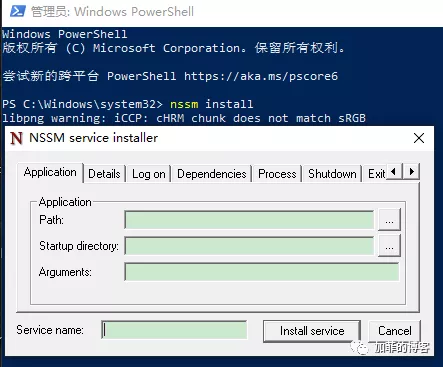 管理员: Windows PowerShell
Windows PowerShell
版权所有 (C) Microsoft Corporation。保留所有权利。
尝试新的跨平台 PowerShell https://aka.ms/pscore6
PS C:\Windows\system32> nssm install
libpng warning: iCCP: cHRM chunk does not match sRGB
N NSSM service installer
Application Details Log on Dependencies Process Shutdown Exit
Application
Path: ...
Startup directory: ...
Arguments:
Service name: Install service Cancel
加菲的博客